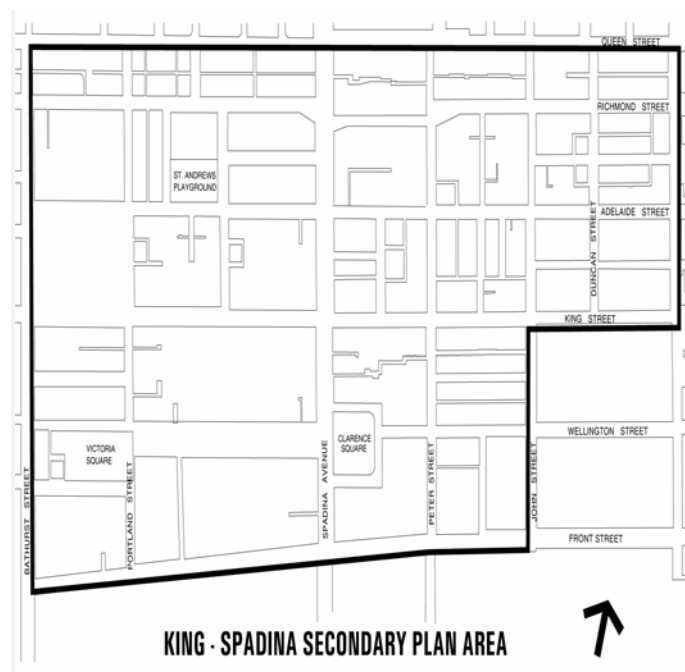 QUEEN STREET
RICHMOND STREET
ST. ANDREWS
PLAYGROUND
ADELAIDE STREET
DUNCAN STREET
KING STREET
WELLINGTON STREET
CLARENCE
SQUARE
VICTORIA
SQUARE
BATHURST STREET
PORTLAND STREET
SPADINA AVENUE
PETER STREET
JOHN STREET
FRONT STREET
KING - SPADINA SECONDARY PLAN AREA